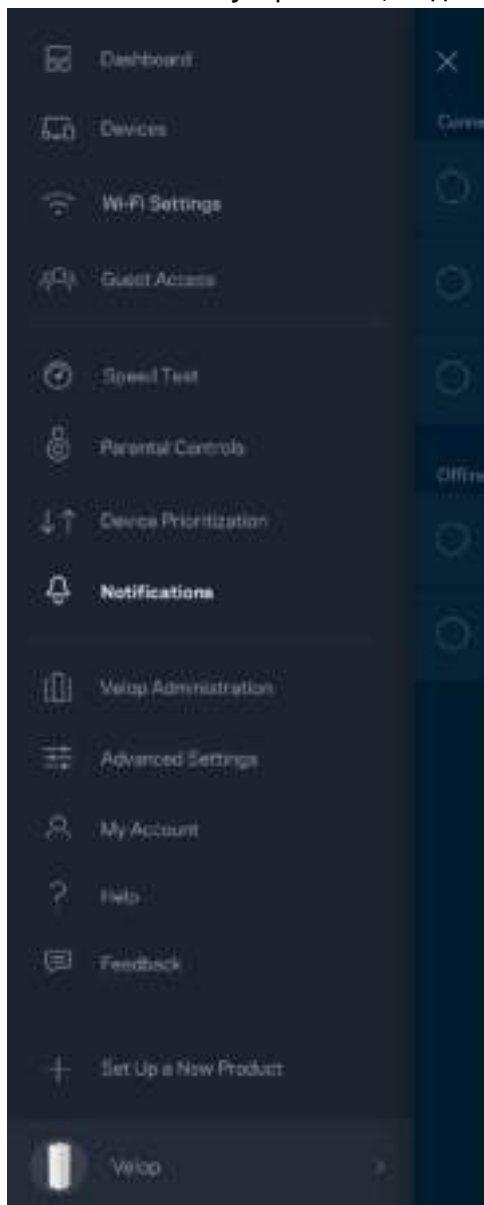 Dashboard
Devices
Wi-Fi Settings
Guest Access
Speed Test
Parental Controls
Device Prioritization
Notifications
Velop Administration
Advanced Settings
My Account
Help
Feedback
Set Up a New Product
Velop